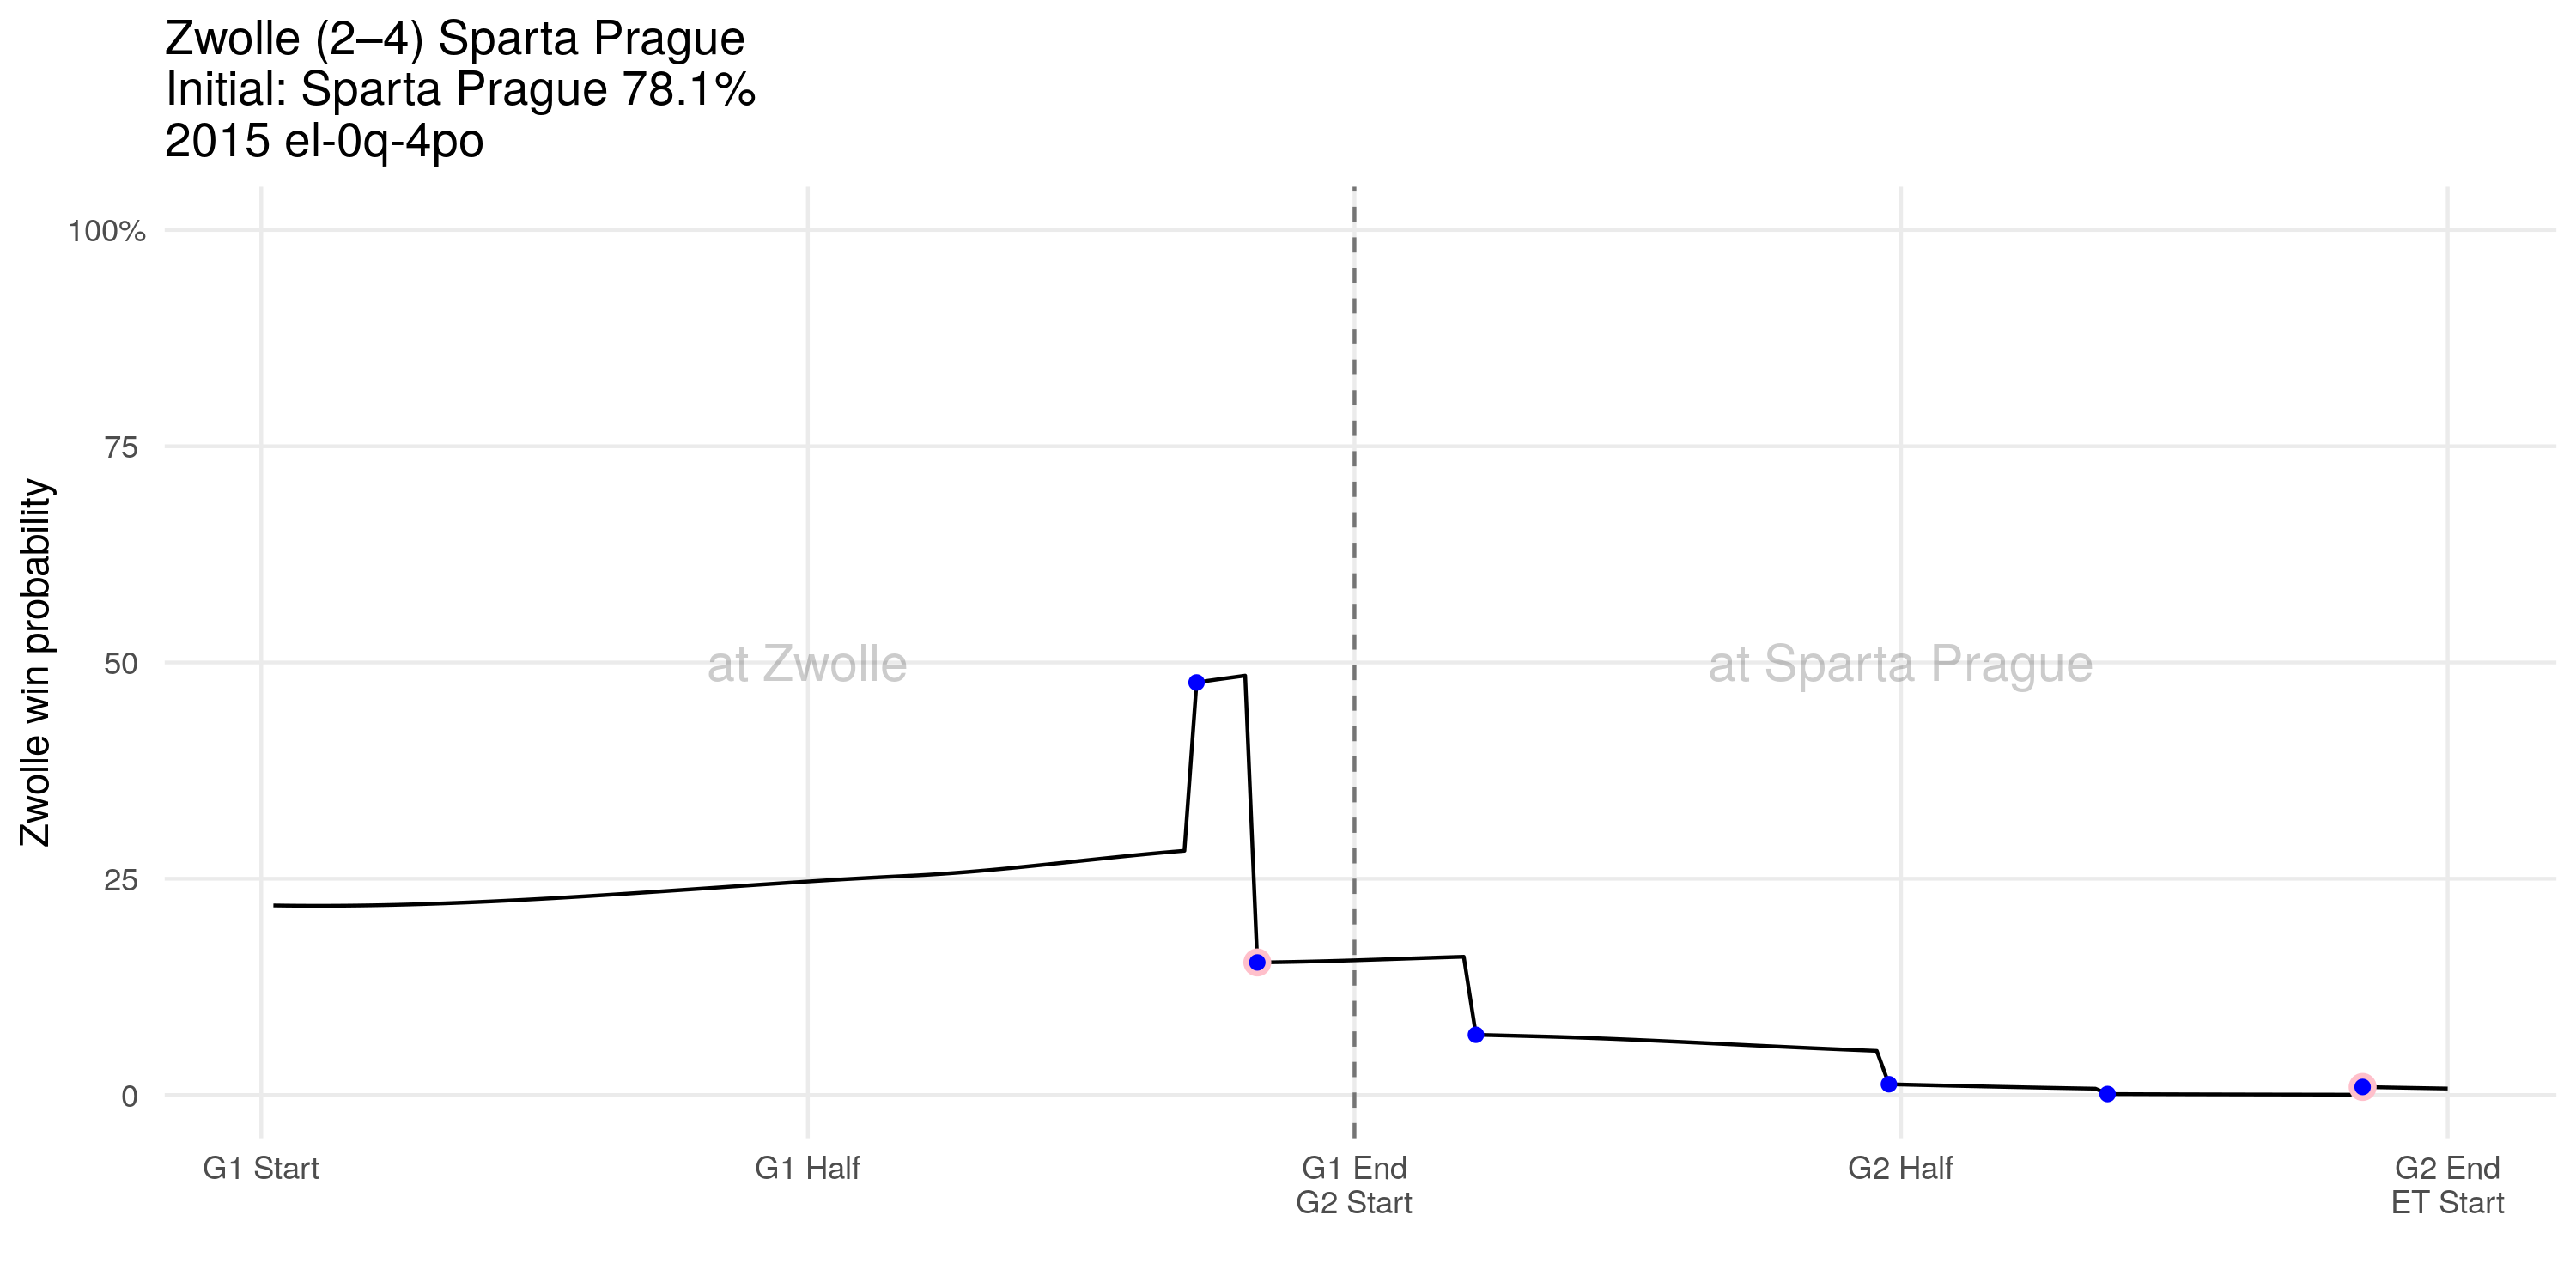 Zwolle (2–4) Sparta Prague
Initial: Sparta Prague 78.1%
2015 el-0q-4po
Zwolle win probability
100%
75
50
25
0
at Zwolle
at Sparta Prague
G1 Start
G1 Half
G1 End
G2 Start
G2 Half
G2 End
ET Start